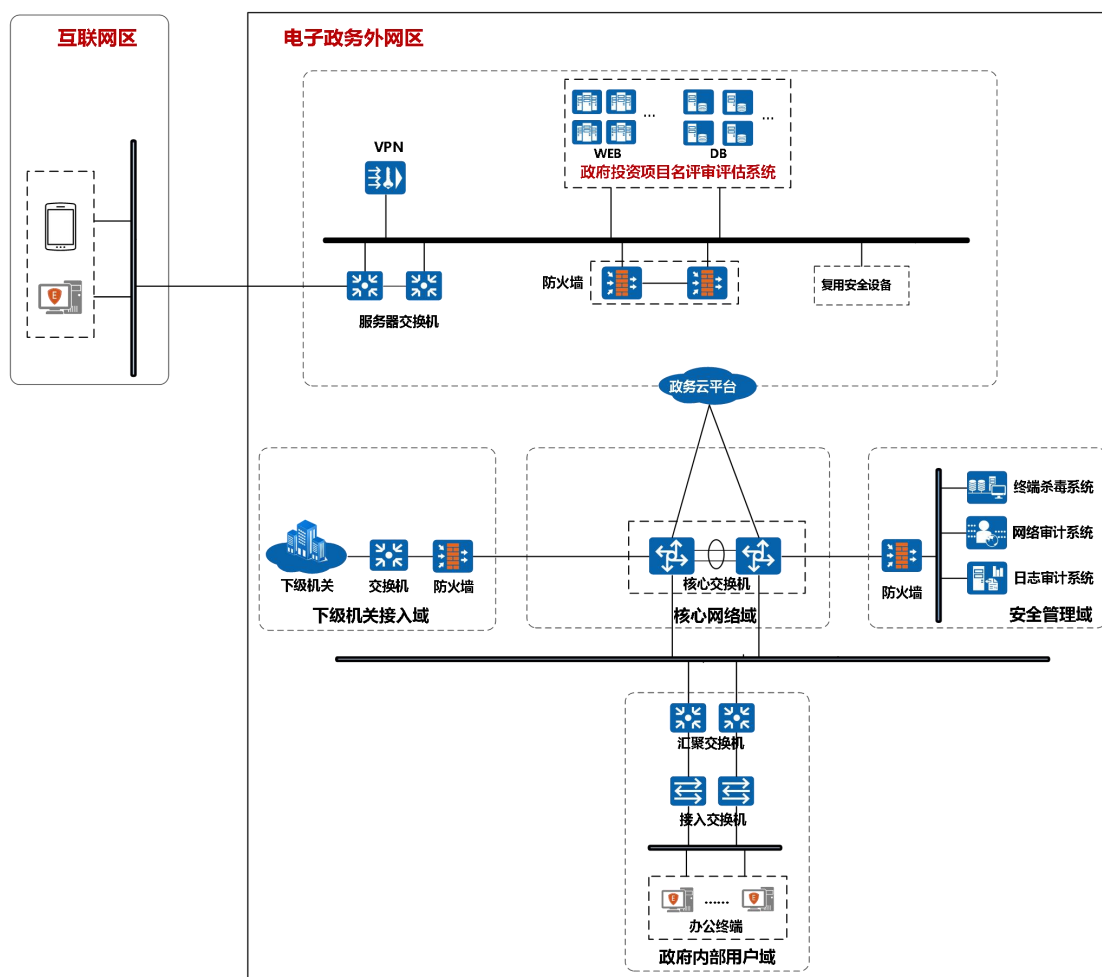 互联网区
电子政务外网区
VPN
...
...
WEB
DB
政府投资项目名评审评估系统
防火墙
复用安全设备
服务器交换机
政务云平台
下级机关
交换机
防火墙
下级机关接入域
核心交换机
核心网络域
防火墙
终端杀毒系统
网络审计系统
日志审计系统
安全管理域
汇聚交换机
接入交换机
E
......
E
办公终端
政府内部用户域
E